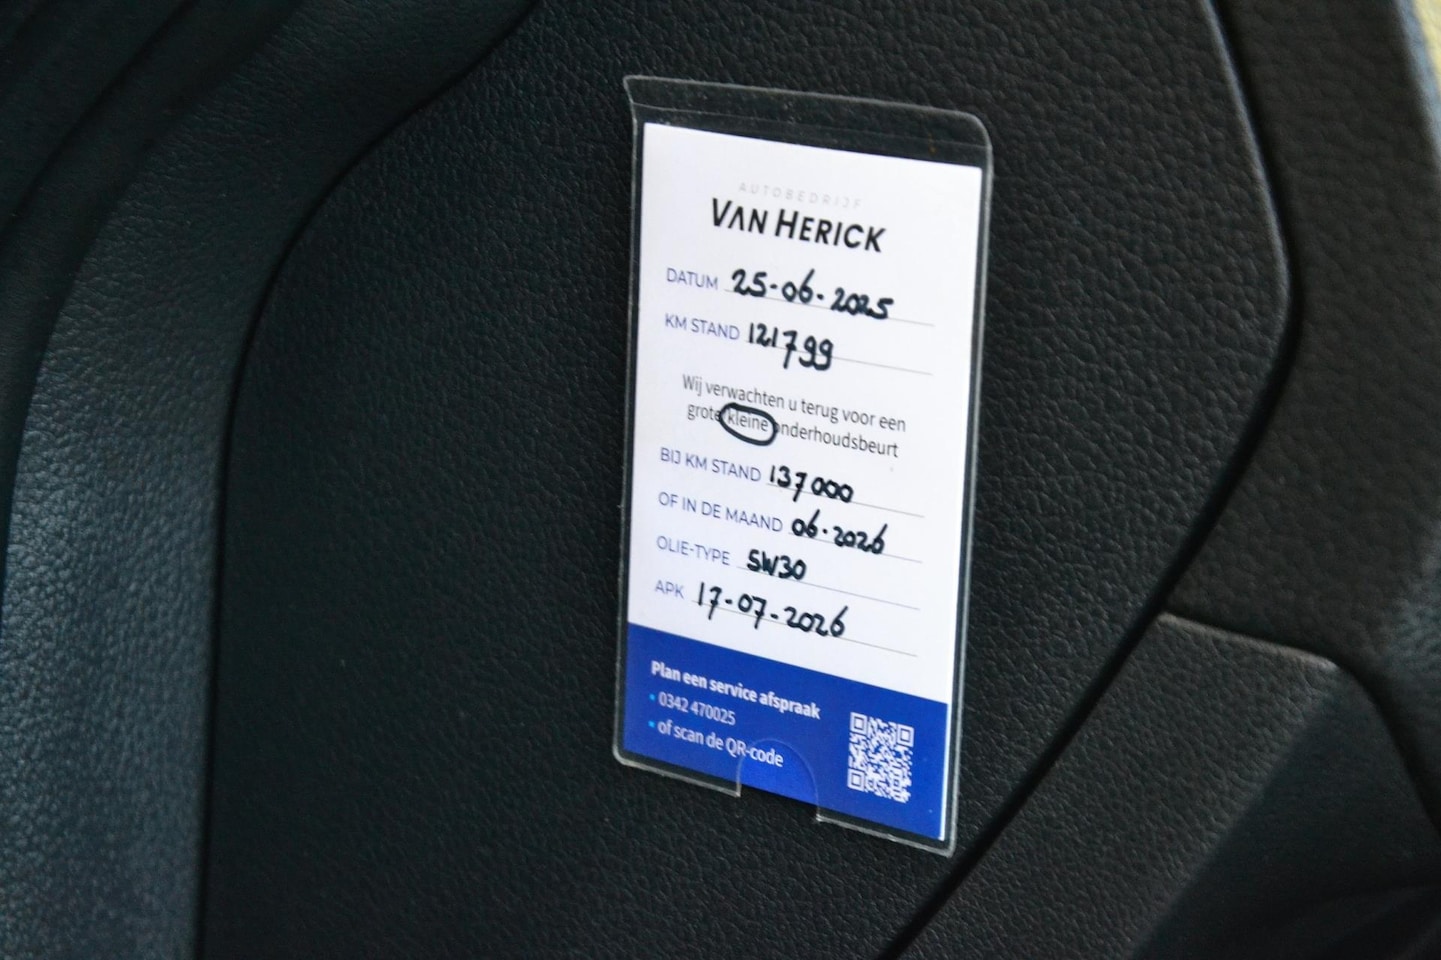 AUTOBEDRIJF
VAN HERICK
DATUM 25-06-2025
KM STAND 121799
Wij verwachten u terug voor een
grote/kleine onderhoudsbeurt
BIJ KM STAND 137000
OF IN DE MAAND 06-2026
OLIE-TYPE 5W30
APK 17-07-2026
Plan een service afspraak
• 0342 470025
• of scan de QR-code